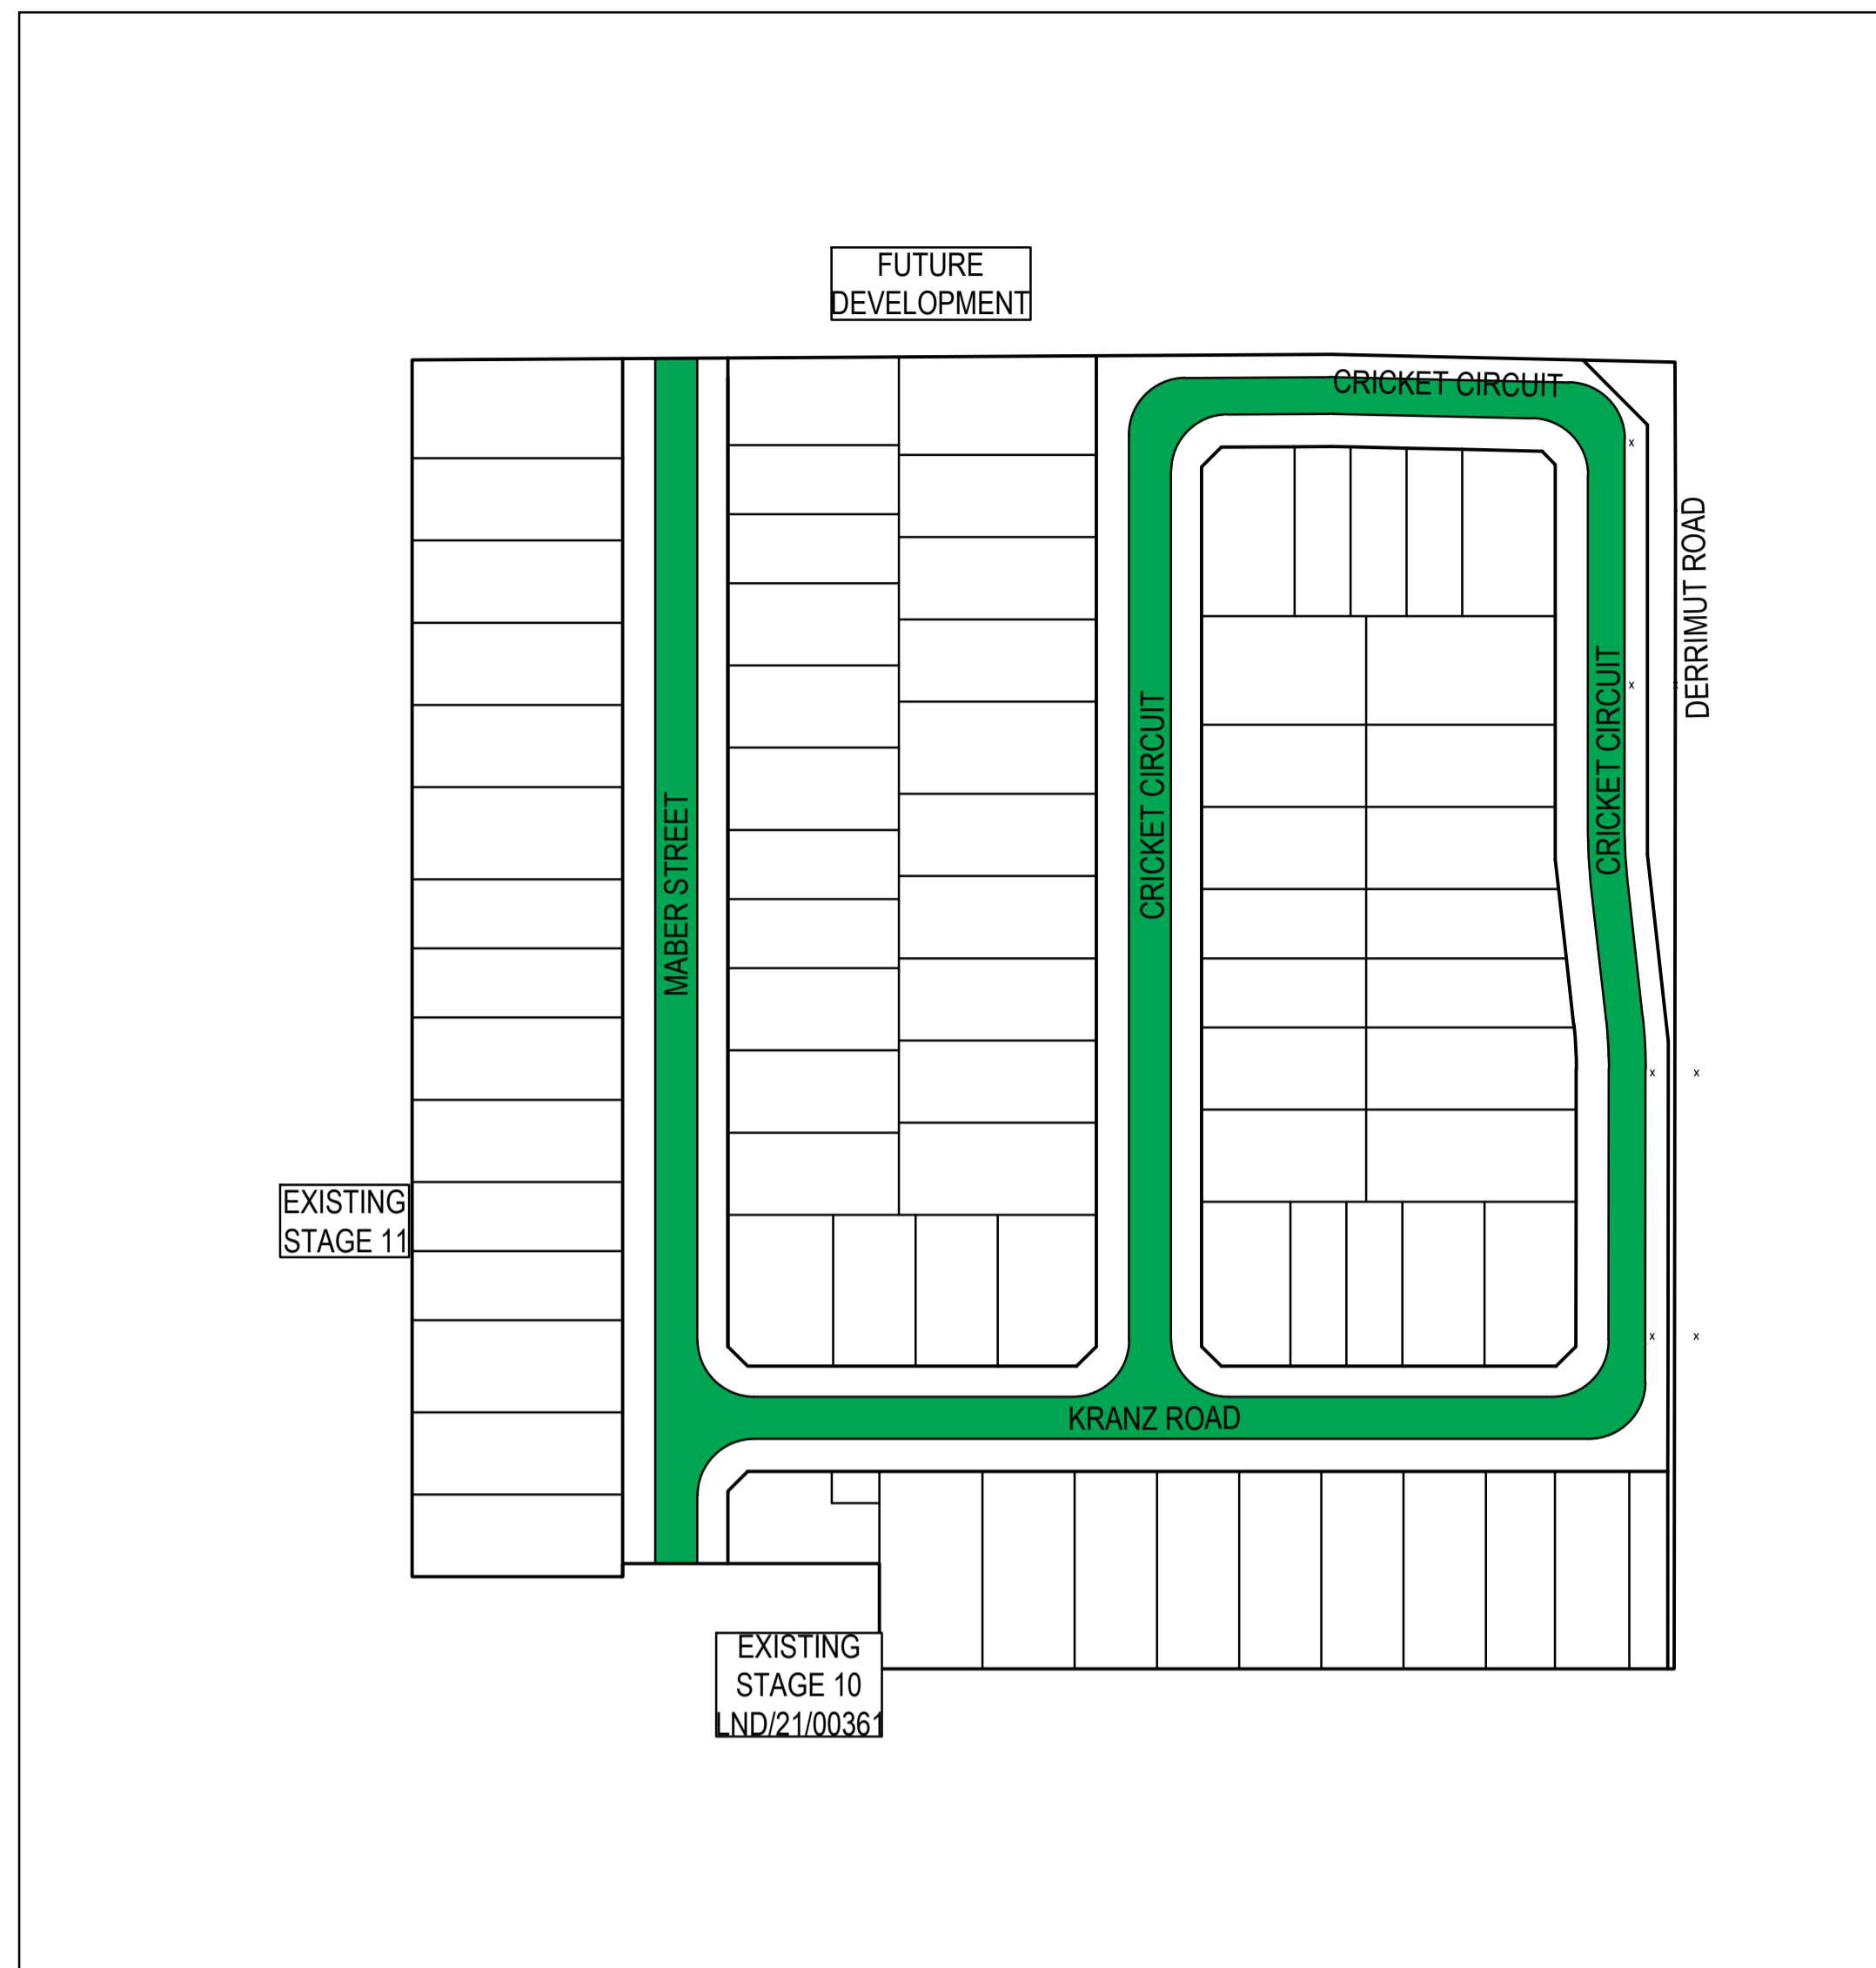 FUTURE
DEVELOPMENT
CRICKET CIRCUIT
DERRIMUT ROAD
CRICKET CIRCUIT
CRICKET CIRCUIT
MABER STREET
EXISTING
STAGE 11
KRANZ ROAD
EXISTING
STAGE 10
LND/21/00361